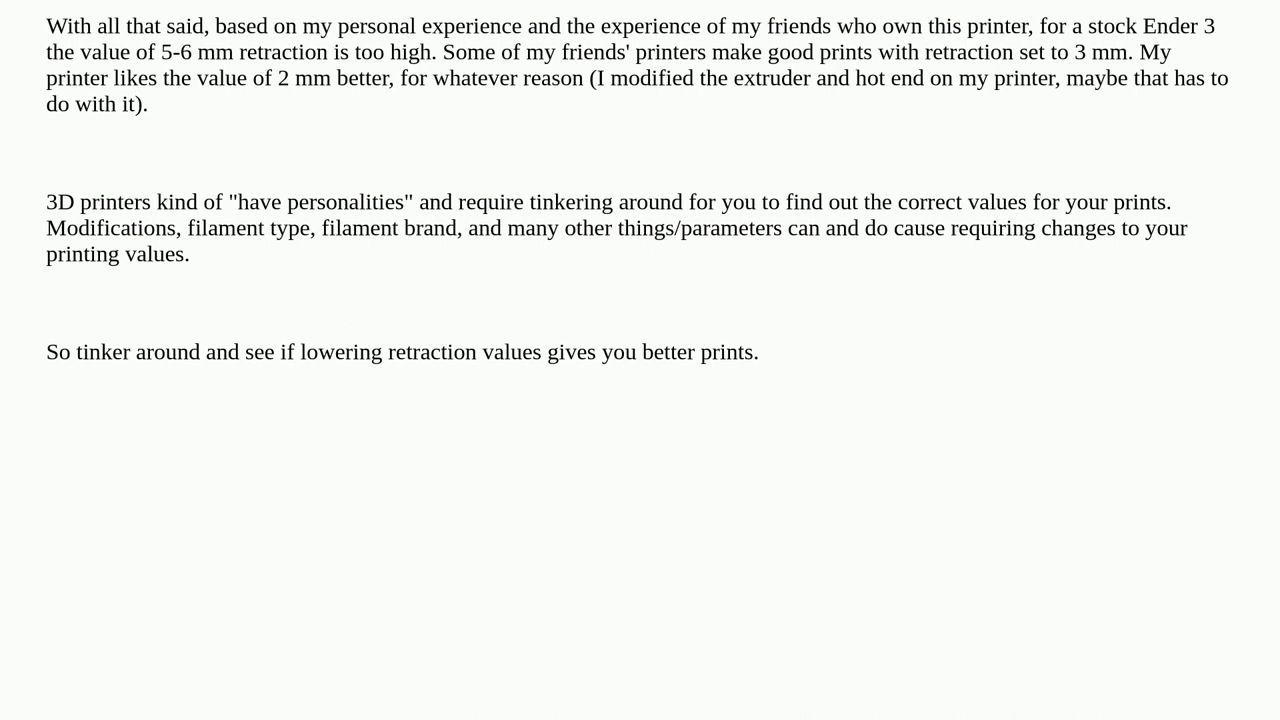 With all that said, based on my personal experience and the experience of my friends who own this printer, for a stock Ender 3
the value of 5-6 mm retraction is too high. Some of my friends' printers make good prints with retraction set to 3 mm. My
printer likes the value of 2 mm better, for whatever reason (I modified the extruder and hot end on my printer, maybe that has to
do with it).
3D printers kind of "have personalities" and require tinkering around for you to find out the correct values for your prints.
Modifications, filament type, filament brand, and many other things/parameters can and do cause requiring changes to your
printing values.
So tinker around and see if lowering retraction values gives you better prints.